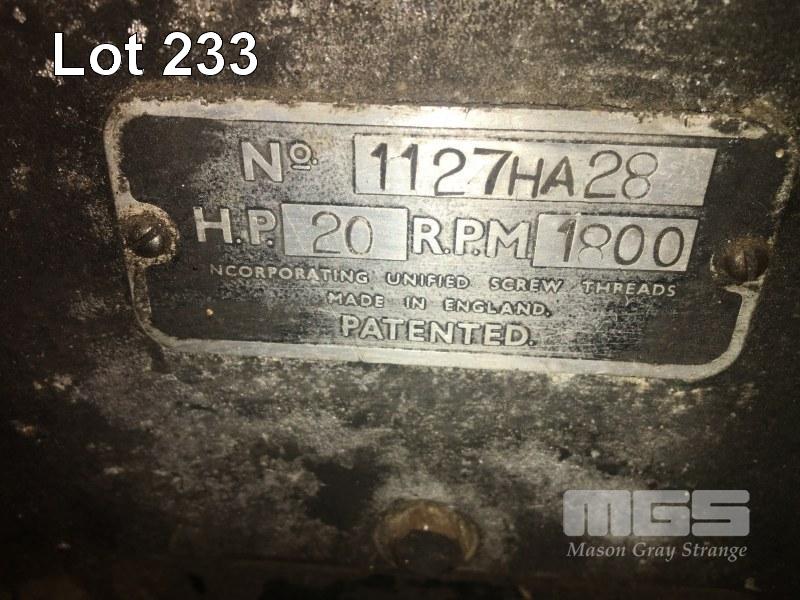 Lot 233
No. 1127HA28
H.P. 20 R.P.M. 1800
NCORPORATING UNIFIED SCREW THREADS
MADE IN ENGLAND.
PATENTED.
MGS
Mason Gray Strange